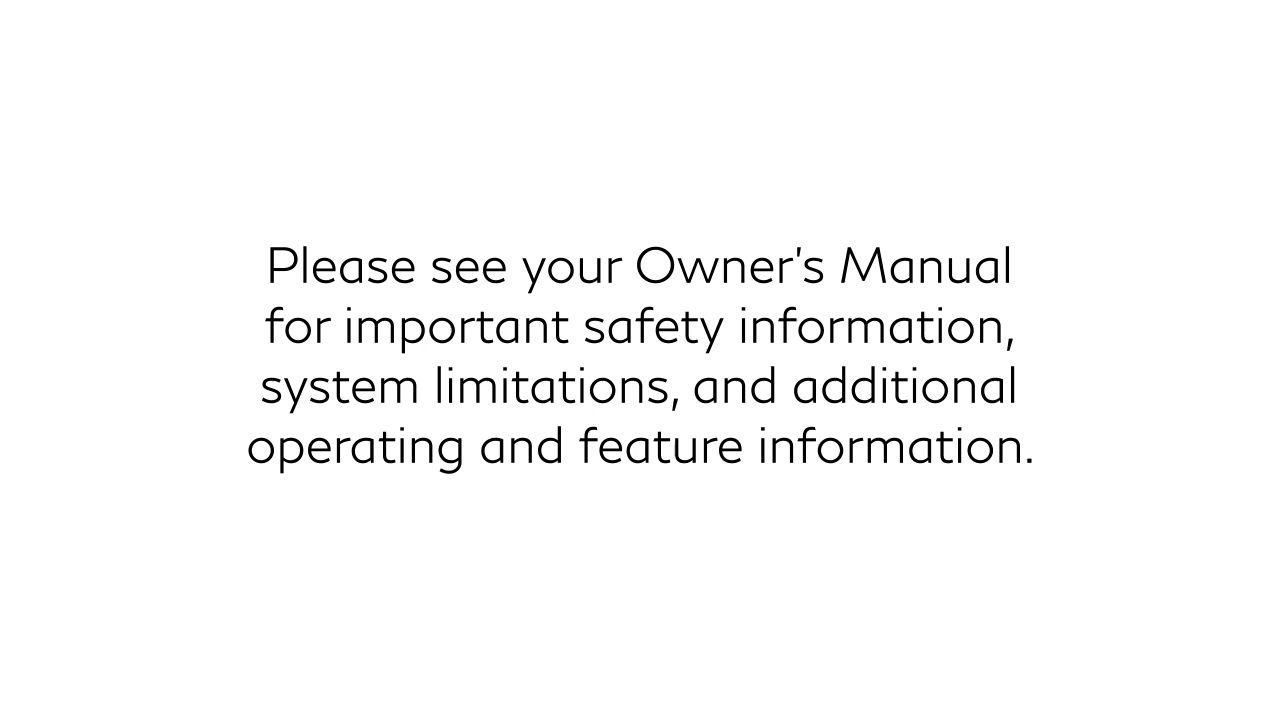 Please see your Owner's Manual
for important safety information,
system limitations, and additional
operating and feature information.